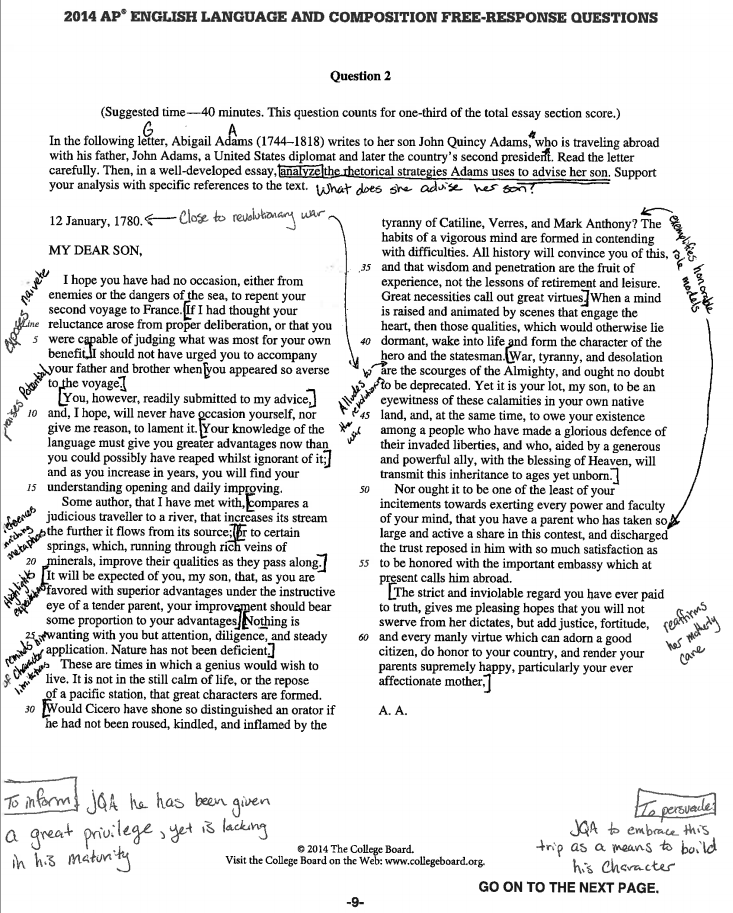 2014 AP® ENGLISH LANGUAGE AND COMPOSITION FREE-RESPONSE QUESTIONS
Question 2
(Suggested time—40 minutes. This question counts for one-third of the total essay section score.)
G A
In the following letter, Abigail Adams (1744–1818) writes to her son John Quincy Adams, who is traveling abroad
with his father, John Adams, a United States diplomat and later the country's second president. Read the letter
carefully. Then, in a well-developed essay, analyze the rhetorical strategies Adams uses to advise her son. Support
your analysis with specific references to the text. What does she advise her son?
12 January, 1780. Close to revolutionary war
MY DEAR SON,
exposes naivete
I hope you have had no occasion, either from
enemies or the dangers of the sea, to repent your
second voyage to France. If I had thought your
Line reluctance arose from proper deliberation, or that you
5 were capable of judging what was most for your own
benefit, I should not have urged you to accompany
your father and brother when you appeared so averse
to the voyage.
praises potential
You, however, readily submitted to my advice,
10 and, I hope, will never have occasion yourself, nor
give me reason, to lament it. Your knowledge of the
language must give you greater advantages now than
you could possibly have reaped whilst ignorant of it;
and as you increase in years, you will find your
15 understanding opening and daily improving.
Some author, that I have met with, compares a
judicious traveller to a river, that increases its stream
the further it flows from its source; or to certain
springs, which, running through rich veins of
20 minerals, improve their qualities as they pass along.
references enriching metaphor
It will be expected of you, my son, that, as you are
favored with superior advantages under the instructive
eye of a tender parent, your improvement should bear
some proportion to your advantages. Nothing is
25 wanting with you but attention, diligence, and steady
application. Nature has not been deficient.
Highlights expectations
reminds him of Character limitations
These are times in which a genius would wish to
live. It is not in the still calm of life, or the repose
of a pacific station, that great characters are formed.
30 Would Cicero have shone so distinguished an orator if
he had not been roused, kindled, and inflamed by the
tyranny of Catiline, Verres, and Mark Anthony? The
habits of a vigorous mind are formed in contending
with difficulties. All history will convince you of this,
35 and that wisdom and penetration are the fruit of
experience, not the lessons of retirement and leisure.
Great necessities call out great virtues. When a mind
is raised and animated by scenes that engage the
heart, then those qualities, which would otherwise lie
40 dormant, wake into life and form the character of the
hero and the statesman. War, tyranny, and desolation
are the scourges of the Almighty, and ought no doubt
to be deprecated. Yet it is your lot, my son, to be an
eyewitness of these calamities in your own native
45 land, and, at the same time, to owe your existence
among a people who have made a glorious defence of
their invaded liberties, and who, aided by a generous
and powerful ally, with the blessing of Heaven, will
transmit this inheritance to ages yet unborn.
exemplifies honorable role models
Alludes to the revolutionary war
50 Nor ought it to be one of the least of your
incitements towards exerting every power and faculty
of your mind, that you have a parent who has taken so
large and active a share in this contest, and discharged
the trust reposed in him with so much satisfaction as
55 to be honored with the important embassy which at
present calls him abroad.
The strict and inviolable regard you have ever paid
to truth, gives me pleasing hopes that you will not
swerve from her dictates, but add justice, fortitude,
60 and every manly virtue which can adorn a good
citizen, do honor to your country, and render your
parents supremely happy, particularly your ever
affectionate mother,
reaffirms her motherly care
A. A.
To inform JQA he has been given
a great privilege, yet is lacking
in his maturity
To persuade
JQA to embrace this
trip as a means to build
his Character
© 2014 The College Board.
Visit the College Board on the Web: www.collegeboard.org.
GO ON TO THE NEXT PAGE.
-9-